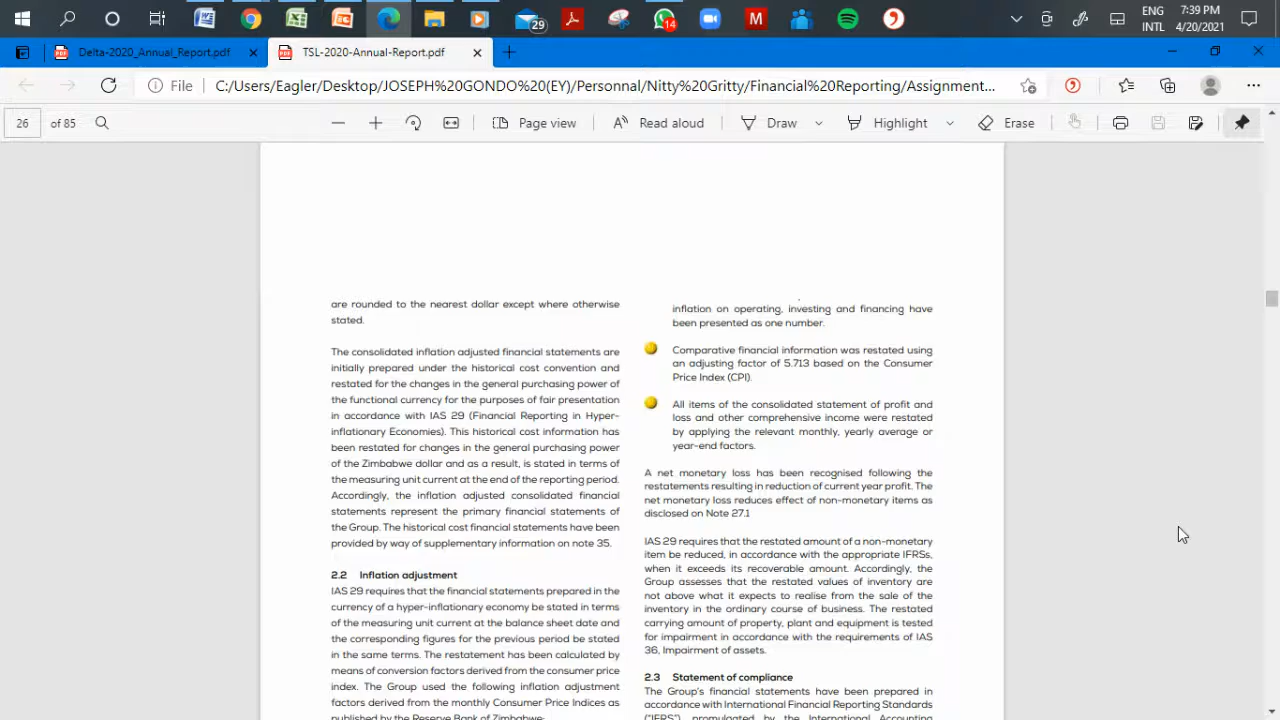 29
14
M
ENG
INTL
7:39 PM
4/20/2021
Delta-2020_Annual_Report.pdf
TSL-2020-Annual-Report.pdf
File
C:/Users/Eagler/Desktop/JOSEPH%20GONDO%20(EY)/Personnal/Nitty%20Gritty/Financial%20Reporting/Assignment...
26
of 85
Page view
Read aloud
Draw
Highlight
Erase
are rounded to the nearest dollar except where otherwise
stated.
The consolidated inflation adjusted financial statements are
initially prepared under the historical cost convention and
restated for the changes in the general purchasing power of
the functional currency for the purposes of fair presentation
in accordance with IAS 29 (Financial Reporting in Hyper-
inflationary Economies). This historical cost information has
been restated for changes in the general purchasing power
of the Zimbabwe dollar and as a result, is stated in terms of
the measuring unit current at the end of the reporting period.
Accordingly, the inflation adjusted consolidated financial
statements represent the primary financial statements of
the Group. The historical cost financial statements have been
provided by way of supplementary information on note 35.
2.2 Inflation adjustment
IAS 29 requires that the financial statements prepared in the
currency of a hyper-inflationary economy be stated in terms
of the measuring unit current at the balance sheet date and
the corresponding figures for the previous period be stated
in the same terms. The restatement has been calculated by
means of conversion factors derived from the consumer price
index. The Group used the following inflation adjustment
factors derived from the monthly Consumer Price Indices as
published by the Reserve Bank of Zimbabwe:
inflation on operating, investing and financing have
been presented as one number.
Comparative financial information was restated using
an adjusting factor of 5.713 based on the Consumer
Price Index (CPI).
All items of the consolidated statement of profit and
loss and other comprehensive income were restated
by applying the relevant monthly, yearly average or
year-end factors.
A net monetary loss has been recognised following the
restatements resulting in reduction of current year profit. The
net monetary loss reduces effect of non-monetary items as
disclosed on Note 27.1
IAS 29 requires that the restated amount of a non-monetary
item be reduced, in accordance with the appropriate IFRSs,
when it exceeds its recoverable amount. Accordingly, the
Group assesses that the restated values of inventory are
not above what it expects to realise from the sale of the
inventory in the ordinary course of business. The restated
carrying amount of property, plant and equipment is tested
for impairment in accordance with the requirements of IAS
36, Impairment of assets.
2.3 Statement of compliance
The Group's financial statements have been prepared in
accordance with International Financial Reporting Standards
("IFRS"), promulgated by the International Accounting